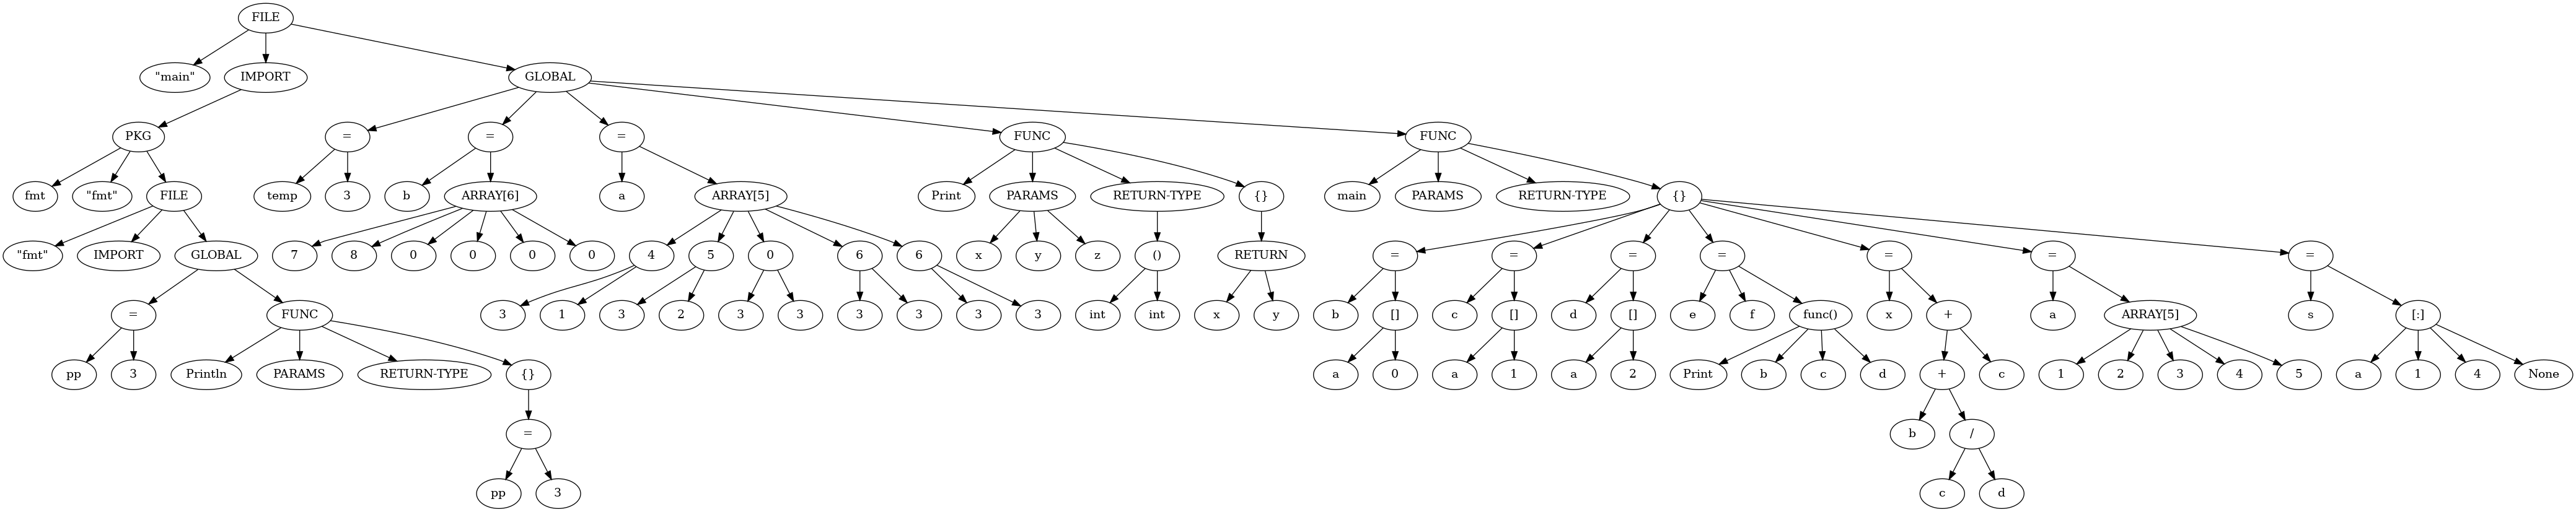 FILE
"main" IMPORT GLOBAL
PKG = = = FUNC FUNC
fmt "fmt" FILE temp 3 b ARRAY[6] a ARRAY[5] Print PARAMS RETURN-TYPE {} main PARAMS RETURN-TYPE {}
"fmt" IMPORT GLOBAL 7 8 0 0 0 0 4 5 0 6 6 x y z () RETURN = = = = = = =
= FUNC 3 1 3 2 3 3 3 3 3 3 int int x y b [] c [] d [] e f func() x + a ARRAY[5] s [:]
pp 3 Println PARAMS RETURN-TYPE {} a 0 a 1 a 2 Print b c d + c 1 2 3 4 5 a 1 4 None
= b /
pp 3 c d